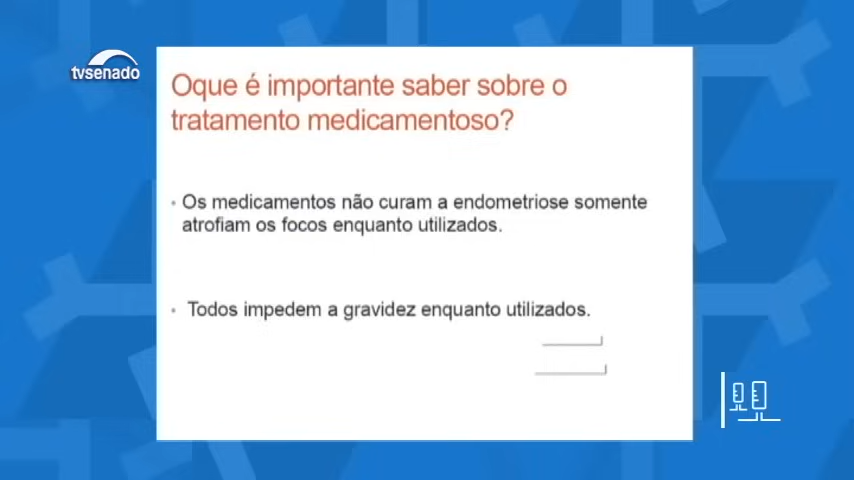 tvsenado
Oque é importante saber sobre o
tratamento medicamentoso?
• Os medicamentos não curam a endometriose somente
atrofiam os focos enquanto utilizados.
• Todos impedem a gravidez enquanto utilizados.